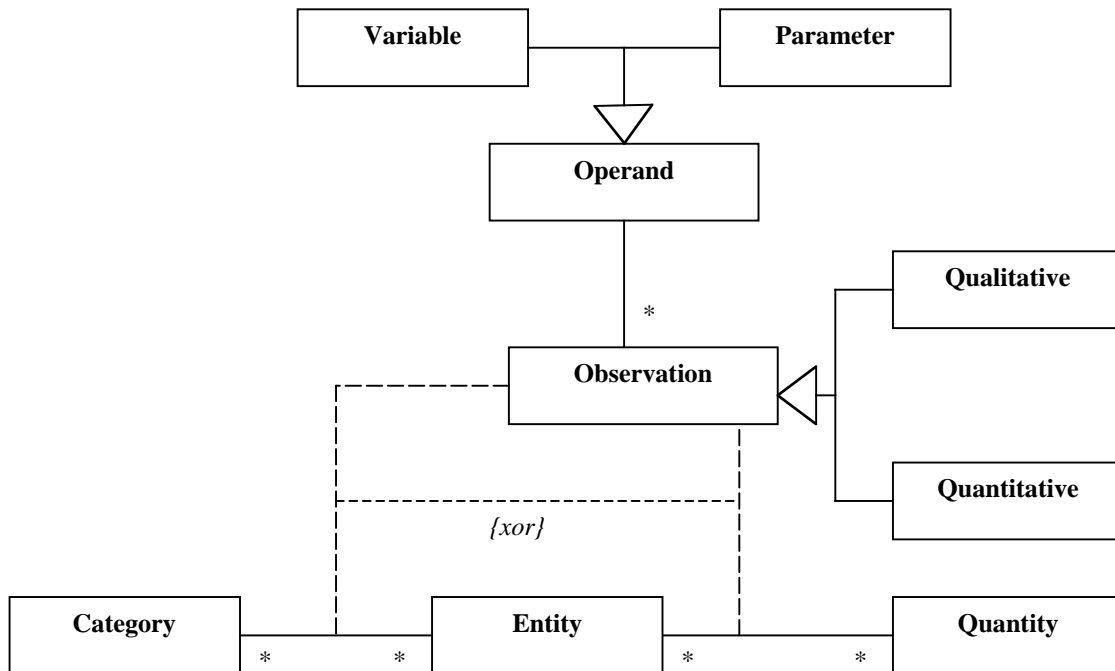 Variable
Parameter
Operand
Qualitative
*
Observation
Quantitative
{xor}
Category
Entity
Quantity
*
*
*
*